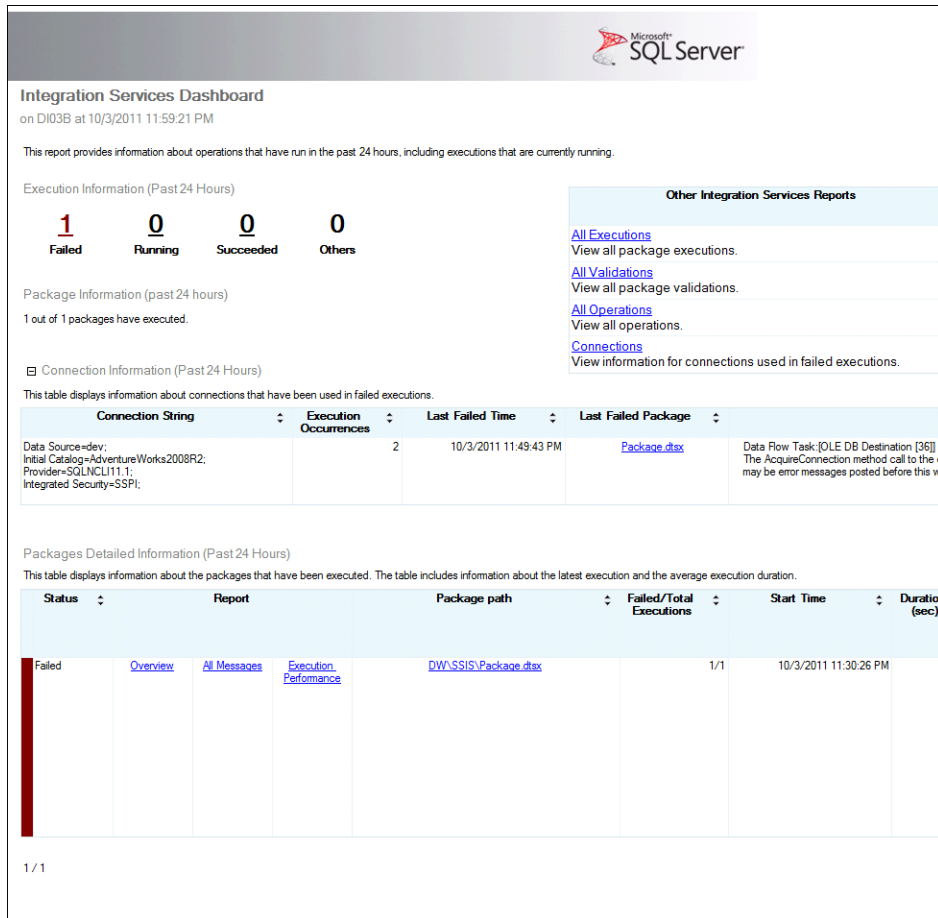 Microsoft®
SQL Server®
Integration Services Dashboard
on DI03B at 10/3/2011 11:59:21 PM
This report provides information about operations that have run in the past 24 hours, including executions that are currently running.
Execution Information (Past 24 Hours)
1
0
0
0
Failed
Running
Succeeded
Others
Other Integration Services Reports
All Executions
View all package executions.
All Validations
View all package validations.
All Operations
View all operations.
Connections
View information for connections used in failed executions.
Package Information (past 24 hours)
1 out of 1 packages have executed.
Connection Information (Past 24 Hours)
This table displays information about connections that have been used in failed executions.
Connection String
Execution
Occurrences
Last Failed Time
Last Failed Package
Data Source=dev;
Initial Catalog=AdventureWorks2008R2;
Provider=SQLNCLI11.1;
Integrated Security=SSPI;
2
10/3/2011 11:49:43 PM
Package.dtsx
Data Flow Task:[OLE DB Destination [36]]
The AcquireConnection method call to the
may be error messages posted before this
Packages Detailed Information (Past 24 Hours)
This table displays information about the packages that have been executed. The table includes information about the latest execution and the average execution duration.
Status
Report
Package path
Failed/Total
Executions
Start Time
Duratio
(sec)
Failed
Overview
All Messages
Execution
Performance
DW\SSIS\Package.dtsx
1/1
10/3/2011 11:30:26 PM
1 / 1